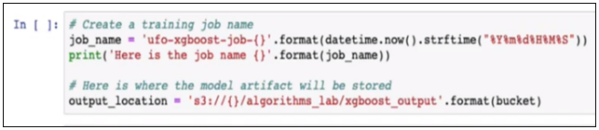 In [ ]:
# Create a training job name
job_name = 'ufo-xgboost-job-{}'.format(datetime.now().strftime("%Y%m%d%H%M%S"))
print('Here is the job name {}'.format(job_name))
# Here is where the model artifact will be stored
output_location = 's3://{}/algorithms_lab/xgboost_output'.format(bucket)